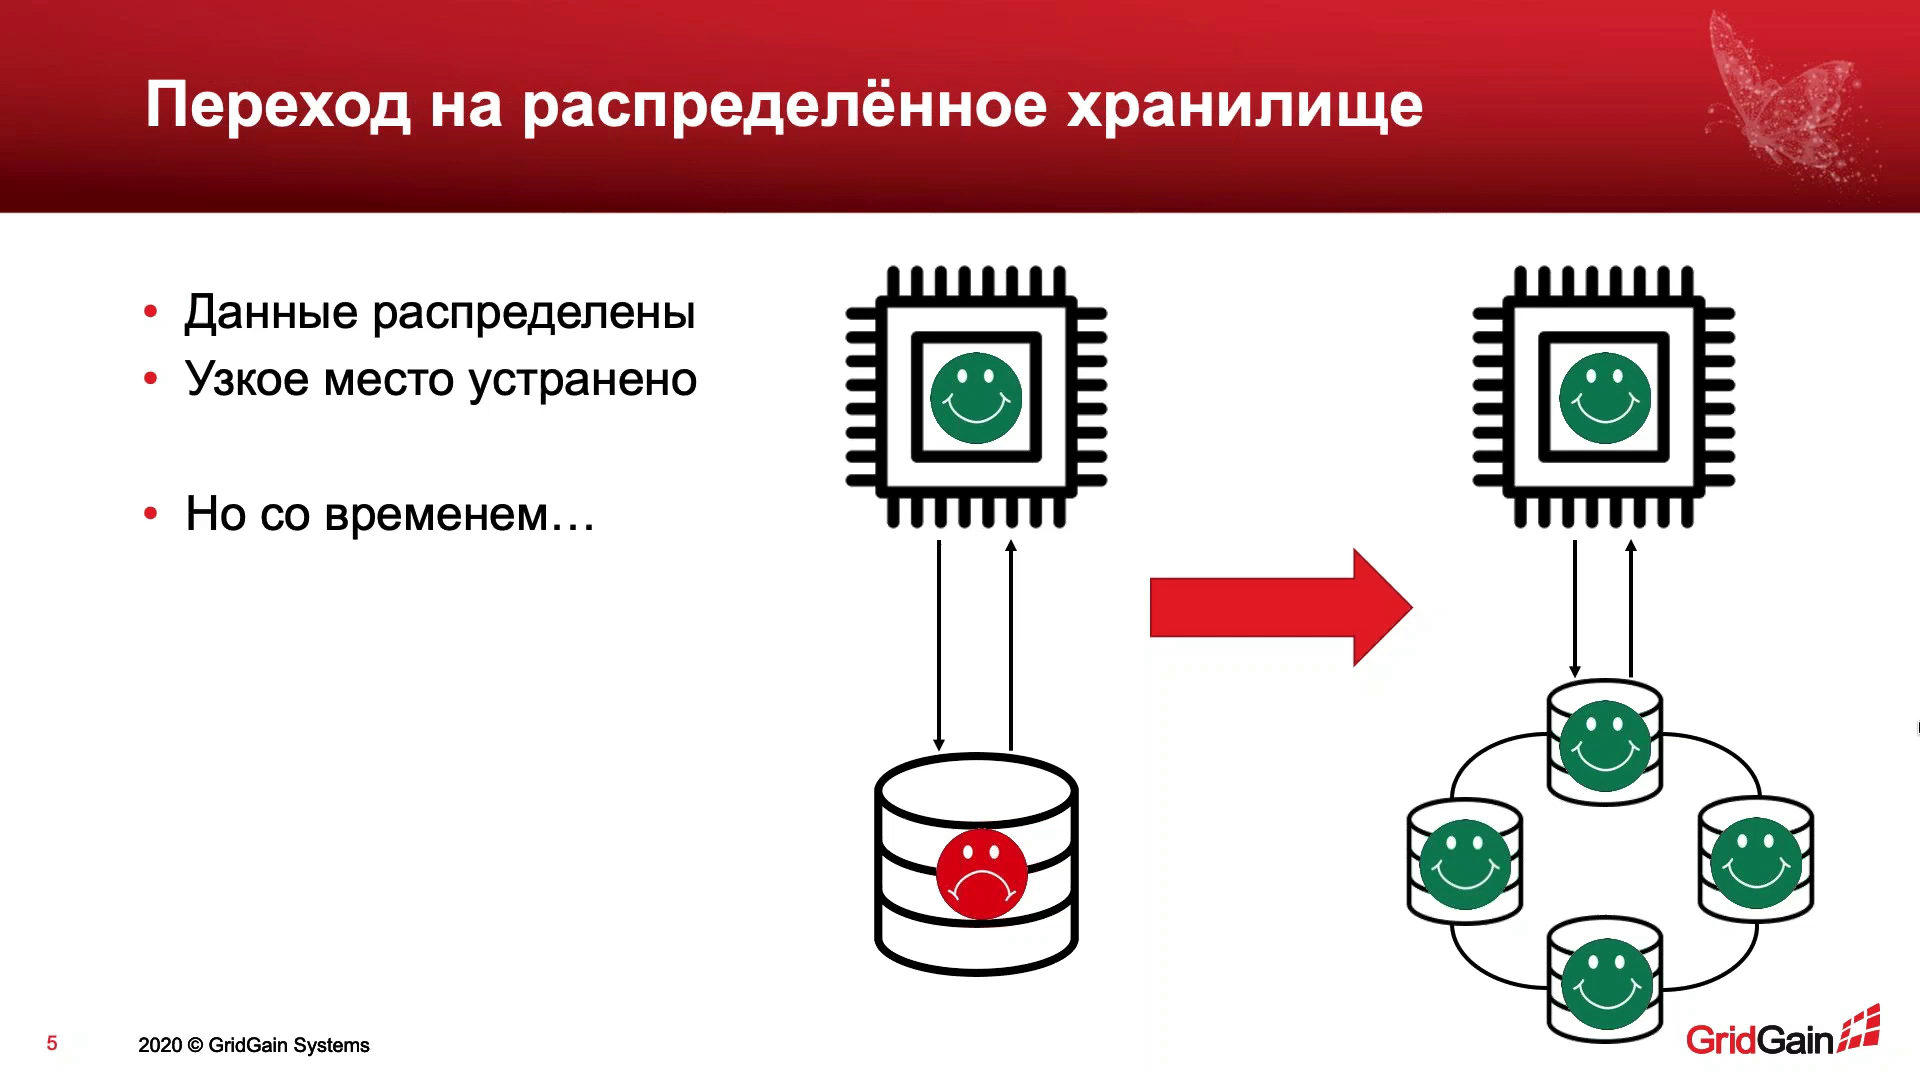 Переход на распределённое хранилище
• Данные распределены
• Узкое место устранено
• Но со временем…
5
2020 © GridGain Systems
GridGain